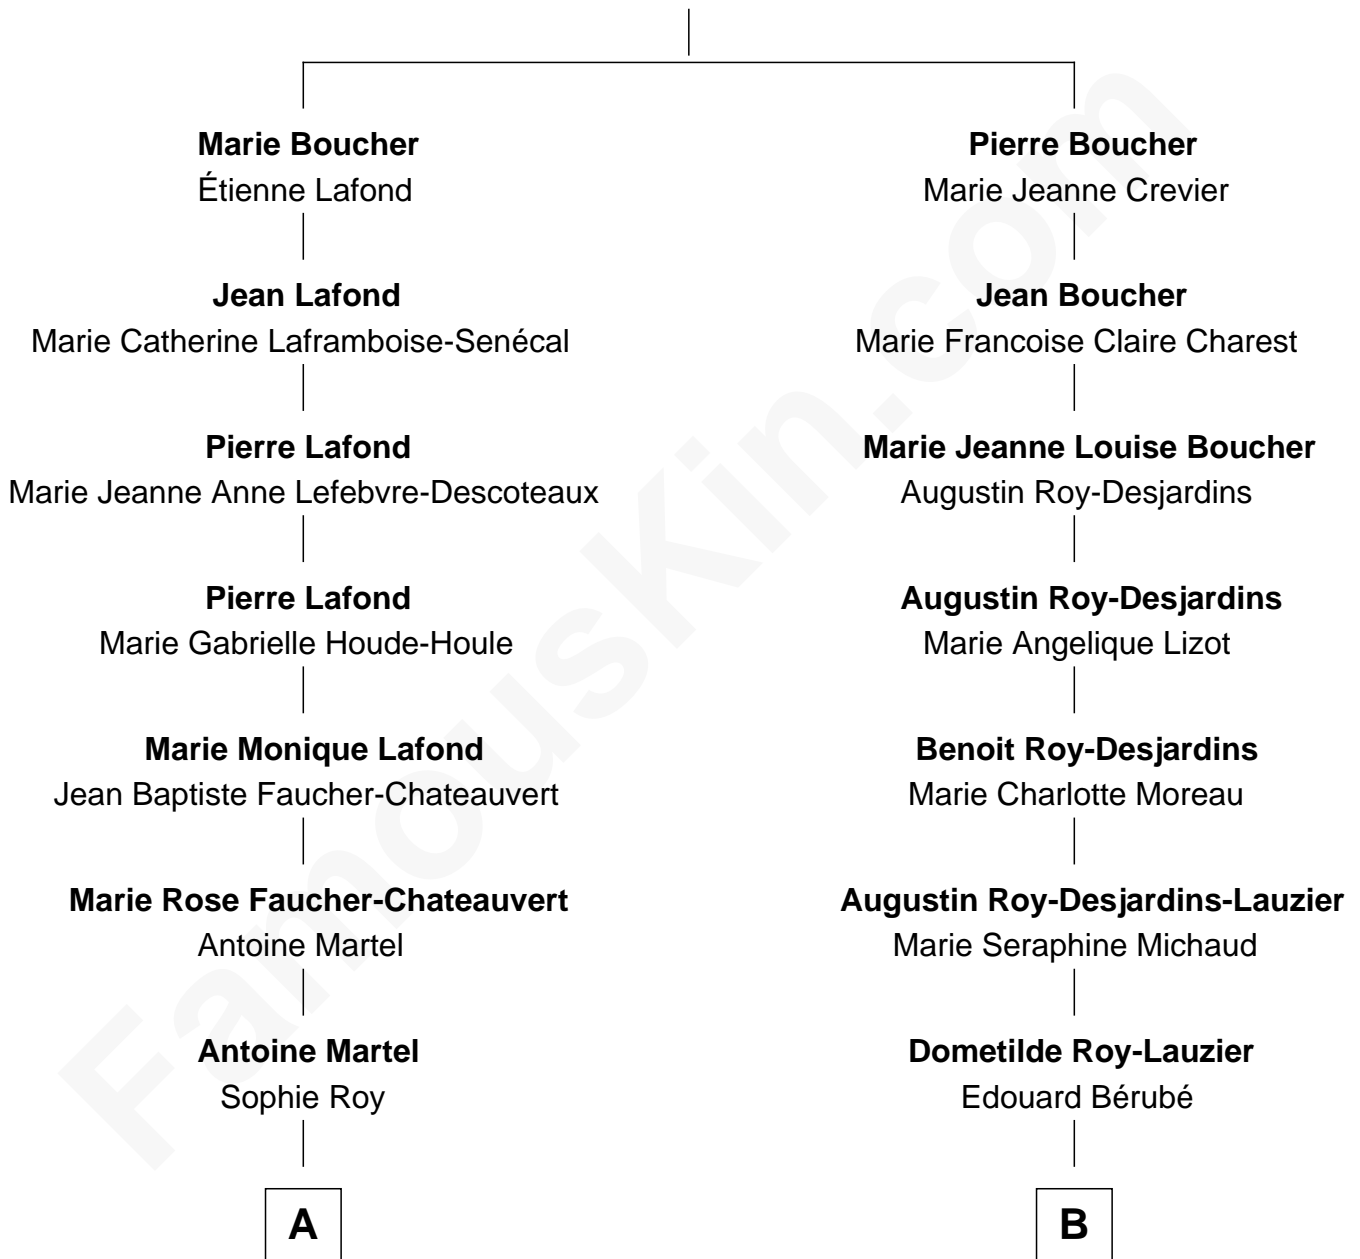 Marie Boucher
Étienne Lafond
Pierre Boucher
Marie Jeanne Crevier
Jean Lafond
Marie Catherine Laframboise-Senécal
Jean Boucher
Marie Francoise Claire Charest
Pierre Lafond
Marie Jeanne Anne Lefebvre-Descoteaux
Marie Jeanne Louise Boucher
Augustin Roy-Desjardins
Pierre Lafond
Marie Gabrielle Houde-Houle
Augustin Roy-Desjardins
Marie Angelique Lizot
Marie Monique Lafond
Jean Baptiste Faucher-Chateauvert
Benoit Roy-Desjardins
Marie Charlotte Moreau
Marie Rose Faucher-Chateauvert
Antoine Martel
Augustin Roy-Desjardins-Lauzier
Marie Seraphine Michaud
Antoine Martel
Sophie Roy
Dometilde Roy-Lauzier
Edouard Bérubé
A
B
FamousKin.com